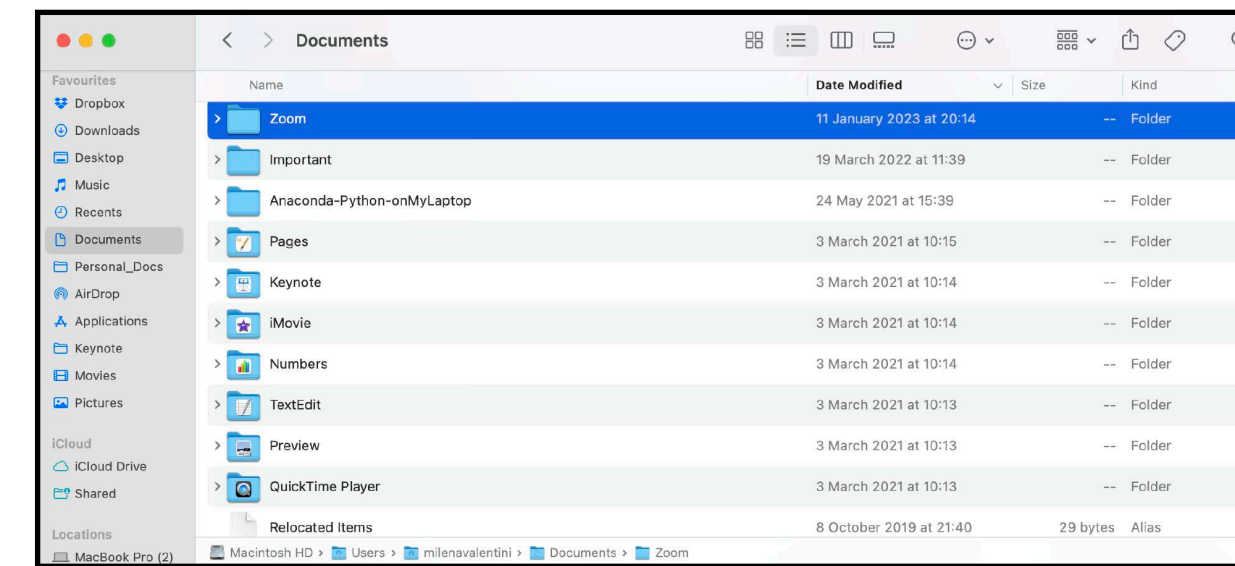 Documents
Favourites
Dropbox
Downloads
Desktop
Music
Recents
Documents
Personal_Docs
AirDrop
Applications
Keynote
Movies
Pictures
iCloud
iCloud Drive
Shared
Locations
MacBook Pro (2)
Name Date Modified Size Kind
Zoom 11 January 2023 at 20:14 -- Folder
Important 19 March 2022 at 11:39 -- Folder
Anaconda-Python-onMyLaptop 24 May 2021 at 15:39 -- Folder
Pages 3 March 2021 at 10:15 -- Folder
Keynote 3 March 2021 at 10:14 -- Folder
iMovie 3 March 2021 at 10:14 -- Folder
Numbers 3 March 2021 at 10:14 -- Folder
TextEdit 3 March 2021 at 10:13 -- Folder
Preview 3 March 2021 at 10:13 -- Folder
QuickTime Player 3 March 2021 at 10:13 -- Folder
Relocated Items 8 October 2019 at 21:40 29 bytes Alias
Macintosh HD › Users › milenavalentini › Documents › Zoom